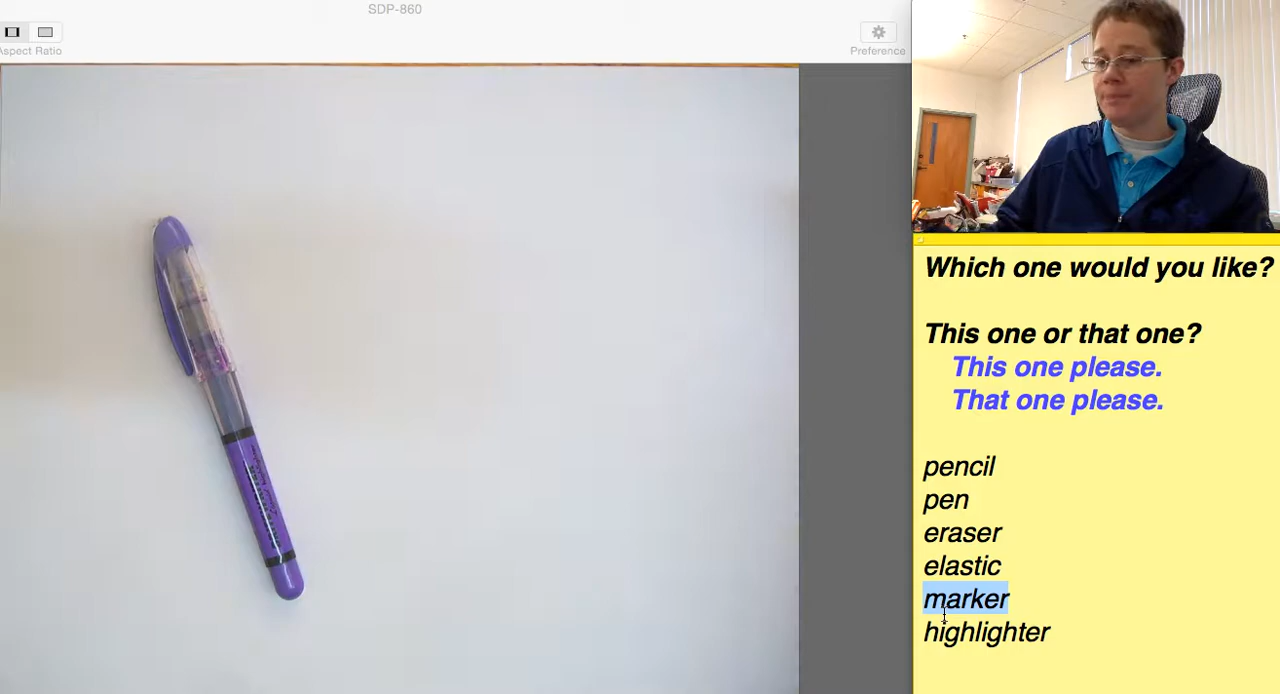 SDP-860
Aspect Ratio
Preference
Which one would you like?
This one or that one?
This one please.
That one please.
pencil
pen
eraser
elastic
marker
highlighter